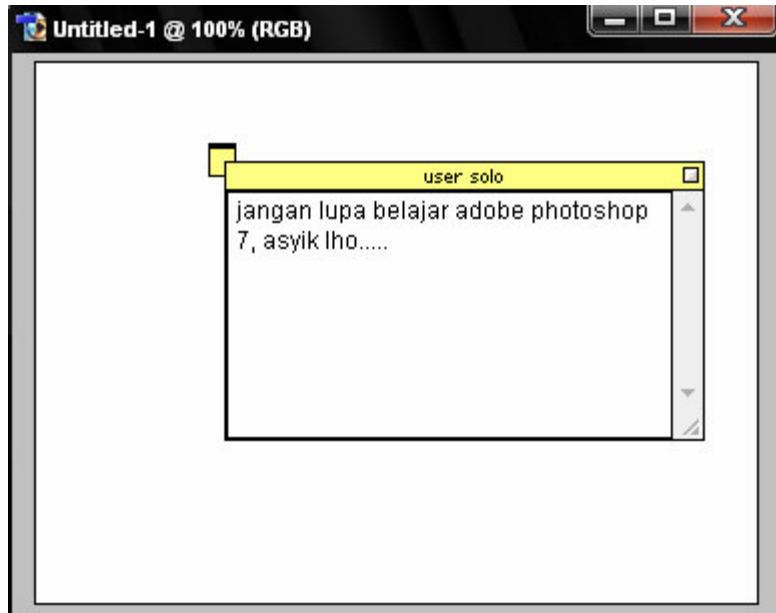 Untitled-1 @ 100% (RGB)
user solo
jangan lupa belajar adobe photoshop
7, asyik lho.....